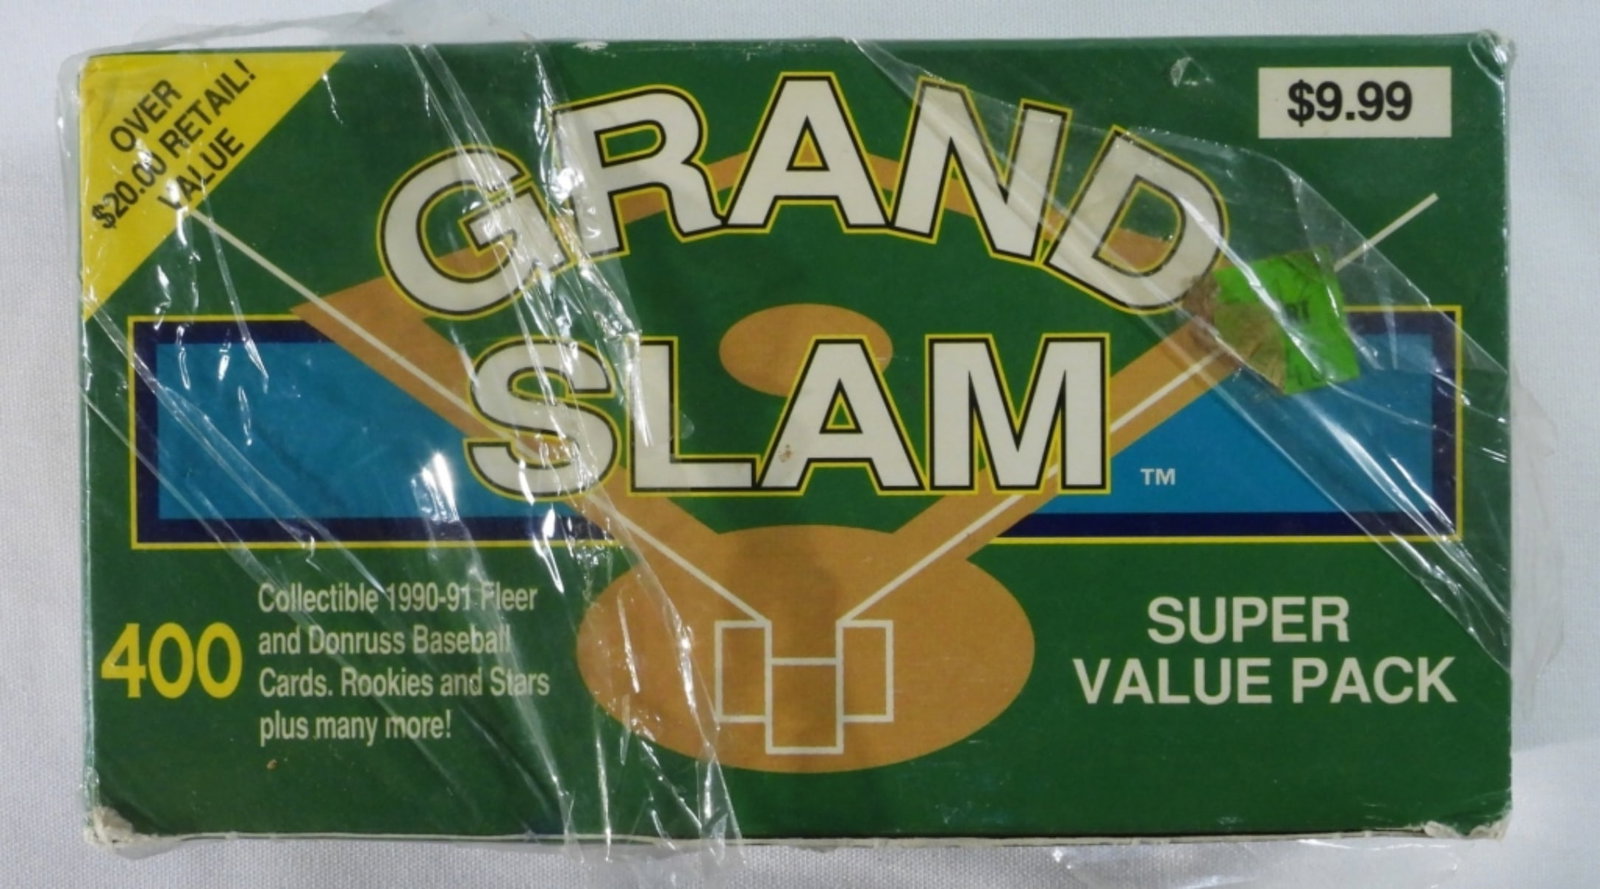 OVER
$20.00 RETAIL!
VALUE
$9.99
GRAND
SLAM
TM
400
Collectible 1990-91 Fleer
and Donruss Baseball
Cards. Rookies and Stars
plus many more!
SUPER
VALUE PACK